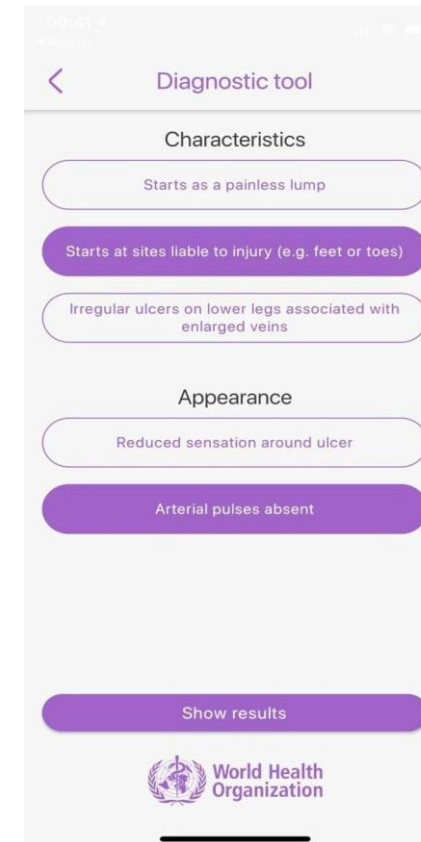 09:41
Diagnostic tool
Characteristics
Starts as a painless lump
Starts at sites liable to injury (e.g. feet or toes)
Irregular ulcers on lower legs associated with
enlarged veins
Appearance
Reduced sensation around ulcer
Arterial pulses absent
Show results
World Health
Organization